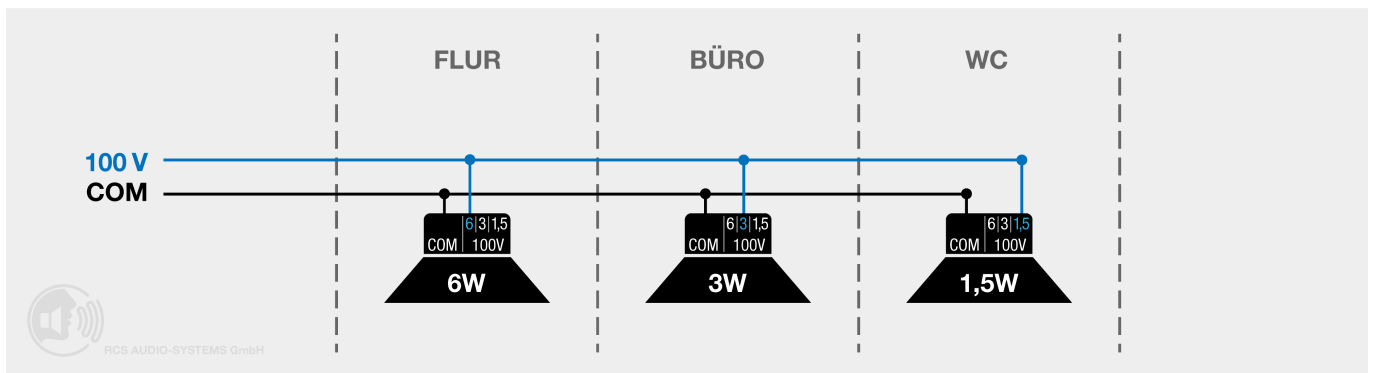 FLUR BÜRO WC
100 V
COM
6|3|1,5 6|3|1,5 6|3|1,5
COM 100V COM 100V COM 100V
6W 3W 1,5W
RCS AUDIO-SYSTEMS GmbH